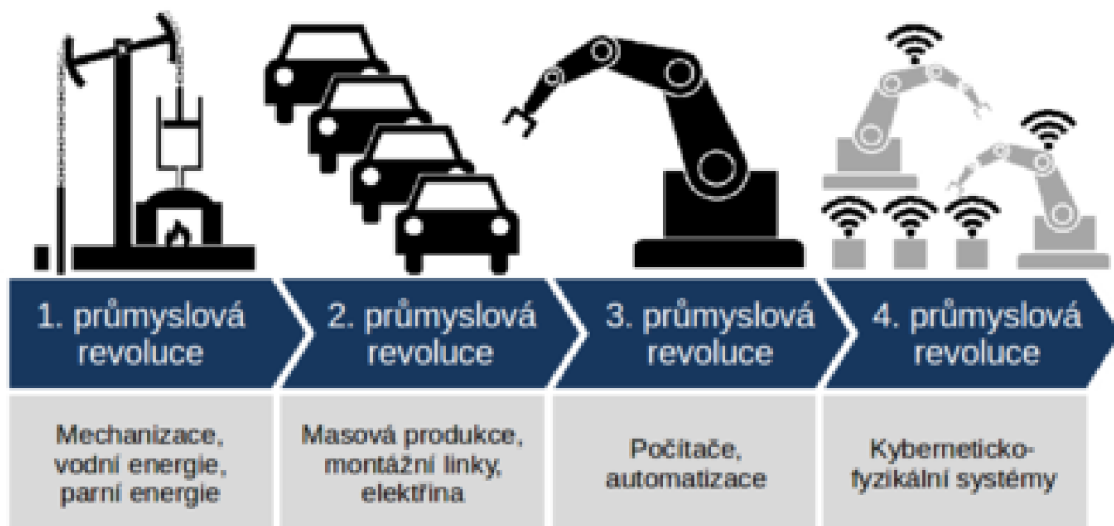 1. průmyslová
revoluce
2. průmyslová
revoluce
3. průmyslová
revoluce
4. průmyslová
revoluce
Mechanizace,
vodní energie,
parní energie
Masová produkce,
montážní linky,
elektřina
Počítače,
automatizace
Kyberneticko-
fyzikální systémy